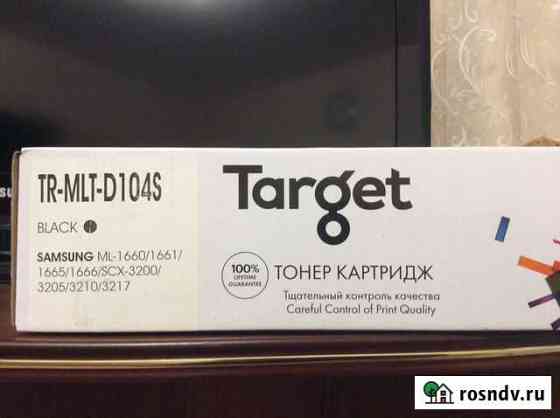 TR-MLT-D104S
BLACK
SAMSUNG ML-1660/1661/
1665/1666/SCX-3200/
3205/3210/3217
Target
100%
LIFETIME
GUARANTEE
ТОНЕР КАРТРИДЖ
Тщательный контроль качества
Careful Control of Print Quality
rosndv.ru